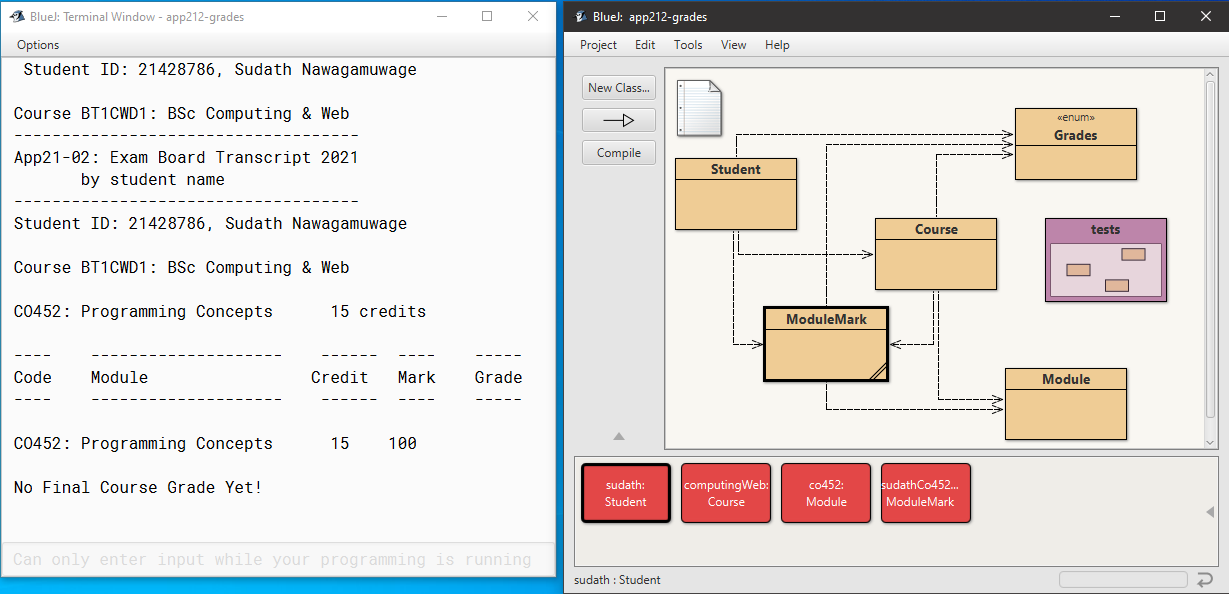 BlueJ: Terminal Window - app212-grades
Options
Student ID: 21428786, Sudath Nawagamuwage
Course BT1CWD1: BSc Computing & Web
------------------------------------
App21-02: Exam Board Transcript 2021
by student name
------------------------------------
Student ID: 21428786, Sudath Nawagamuwage
Course BT1CWD1: BSc Computing & Web
CO452: Programming Concepts 15 credits
---- -------------------- ------ ---- -----
Code Module Credit Mark Grade
---- -------------------- ------ ---- -----
CO452: Programming Concepts 15 100
No Final Course Grade Yet!
Can only enter input while your programming is running
BlueJ: app212-grades
Project Edit Tools View Help
New Class...
Compile
«enum»
Grades
Student
Course
tests
ModuleMark
Module
sudath:
Student
computingWeb:
Course
co452:
Module
sudathCo452...
ModuleMark
sudath : Student